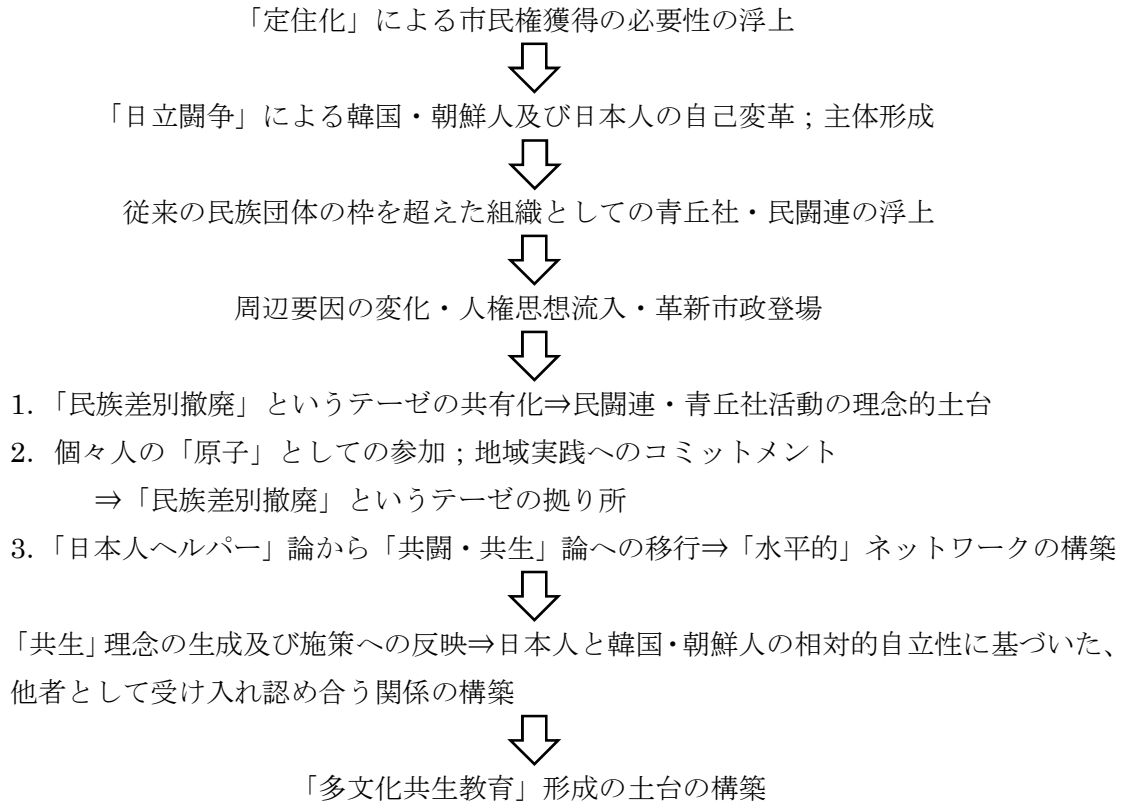 「定住化」による市民権獲得の必要性の浮上
「日立闘争」による韓国・朝鮮人及び日本人の自己変革；主体形成
従来の民族団体の枠を超えた組織としての青丘社・民闘連の浮上
周辺要因の変化・人権思想流入・革新市政登場
1. 「民族差別撤廃」というテーゼの共有化⇒民闘連・青丘社活動の理念的土台
2. 個々人の「原子」としての参加；地域実践へのコミットメント
⇒「民族差別撤廃」というテーゼの拠り所
3. 「日本人ヘルパー」論から「共闘・共生」論への移行⇒「水平的」ネットワークの構築
「共生」理念の生成及び施策への反映⇒日本人と韓国・朝鮮人の相対的自立性に基づいた、
他者として受け入れ認め合う関係の構築
「多文化共生教育」形成の土台の構築